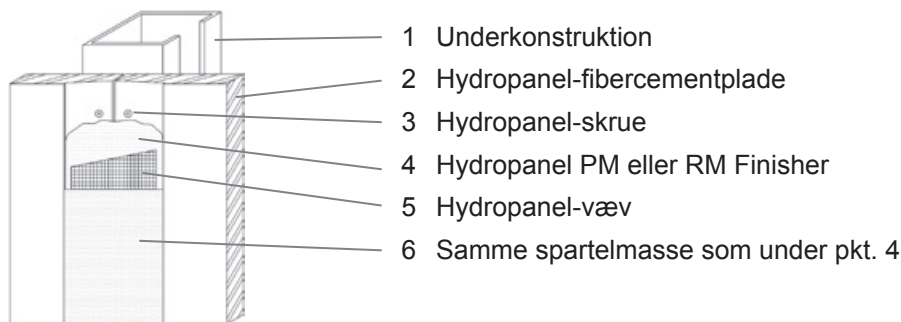 1 Underkonstruktion
2 Hydropanel-fibercementplade
3 Hydropanel-skrue
4 Hydropanel PM eller RM Finisher
5 Hydropanel-væv
6 Samme spartelmasse som under pkt. 4